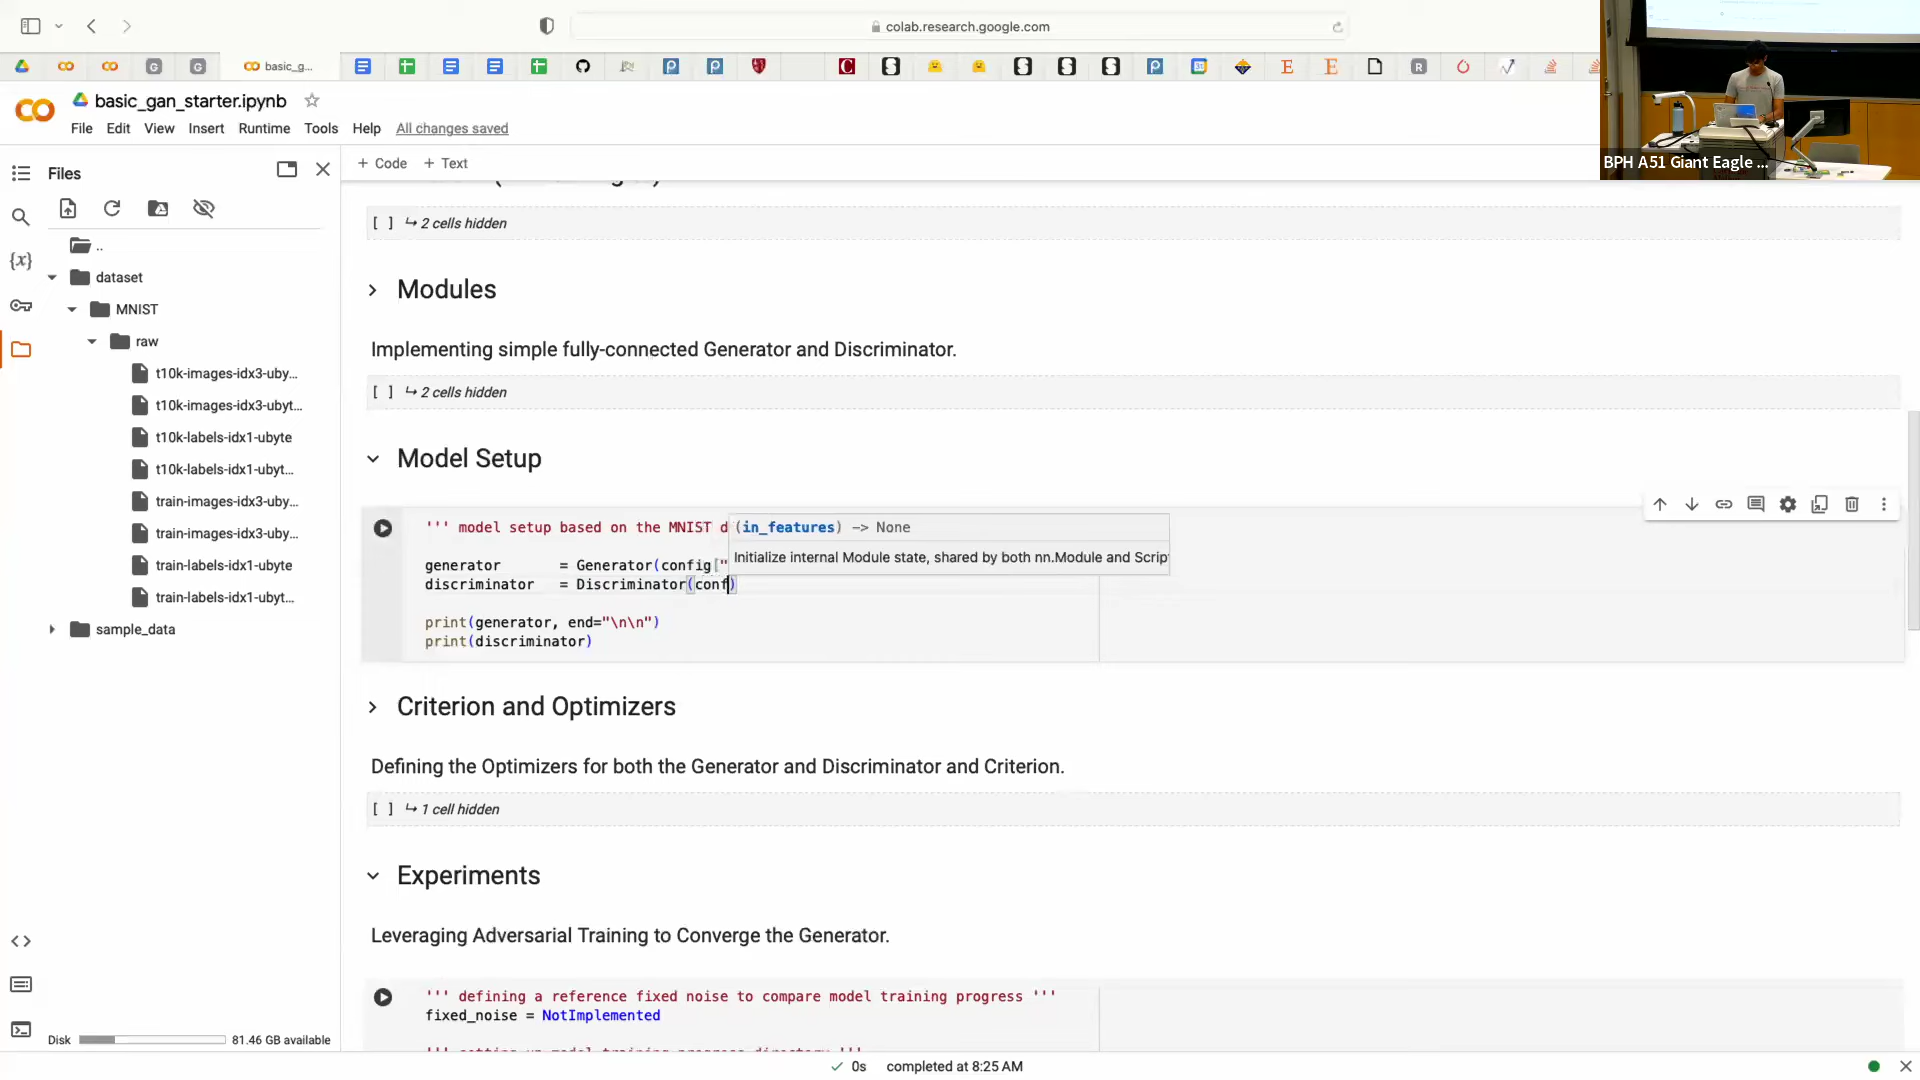 colab.research.google.com
basic_g...
basic_gan_starter.ipynb
File Edit View Insert Runtime Tools Help All changes saved
Files
+ Code + Text
..
dataset
MNIST
raw
t10k-images-idx3-uby...
t10k-images-idx3-ubyt...
t10k-labels-idx1-ubyte
t10k-labels-idx1-ubyt...
train-images-idx3-uby...
train-images-idx3-uby...
train-labels-idx1-ubyte
train-labels-idx1-ubyt...
sample_data
Disk 81.46 GB available
[ ] ↪ 2 cells hidden
Modules
Implementing simple fully-connected Generator and Discriminator.
[ ] ↪ 2 cells hidden
Model Setup
''' model setup based on the MNIST d
(in_features) -> None
Initialize internal Module state, shared by both nn.Module and Scrip
generator = Generator(config["
discriminator = Discriminator(conf)
print(generator, end="\n\n")
print(discriminator)
Criterion and Optimizers
Defining the Optimizers for both the Generator and Discriminator and Criterion.
[ ] ↪ 1 cell hidden
Experiments
Leveraging Adversarial Training to Converge the Generator.
''' defining a reference fixed noise to compare model training progress '''
fixed_noise = NotImplemented
0s completed at 8:25 AM
BPH A51 Giant Eagle ...